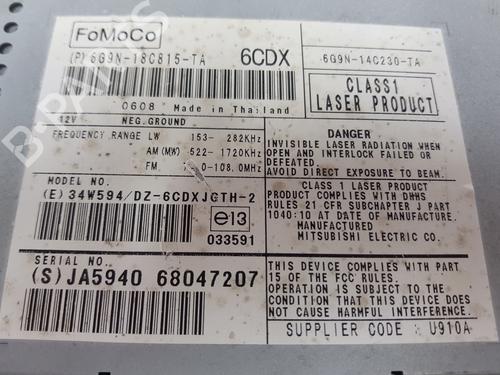 FoMoCo
(P) 6G9N-18C815-TA 6CDX 6G9N-14C230-TA
CLASS1
LASER PRODUCT
0608 Made in Thailand
12V NEG.GROUND
FREQUENCY RANGE LW 153- 282KHz
AM (MW) 522-1720KHz
FM 0-108.0MHz
MODEL NO.
(E) 34W594/DZ-6CDXJGTH-2
e13
033591
SERIAL NO.
(S) JA5940 68047207
DANGER
INVISIBLE LASER RADIATION WHEN
OPEN AND INTERLOCK FAILED OR
DEFEATED.
AVOID DIRECT EXPOSURE TO BEAM.
CLASS 1 LASER PRODUCT
PRODUCT COMPLIES WITH DHHS
RULES 21 CFR SUBCHAPTER J PART
1040:10 AT DATE OF MANUFACTURE.
MANUFACTURED
MITSUBISHI ELECTRIC CO.
THIS DEVICE COMPLIES WITH PART
15 OF THE FCC RULES.
OPERATION IS SUBJECT TO THE
CONDITION THAT THIS DEVICE DOES
NOT CAUSE HARMFUL INTERFERENCE.
SUPPLIER CODE : U910A
B-PARTS